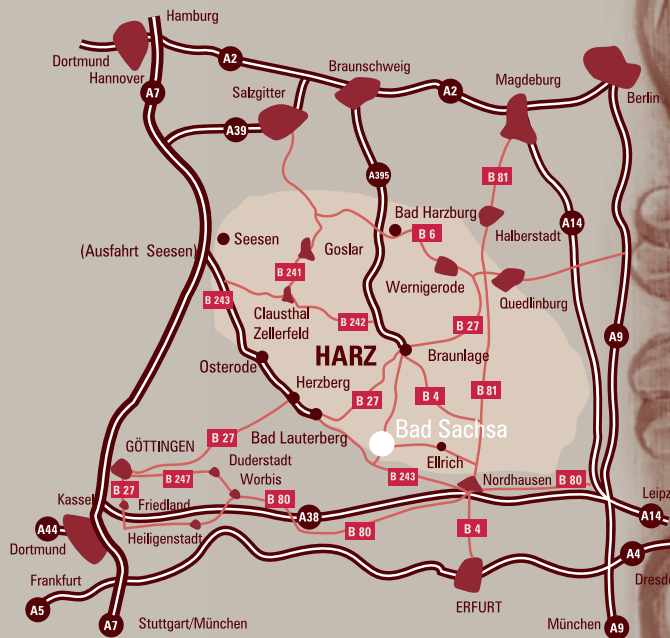 Hamburg
Dortmund
Hannover
A2
Braunschweig
Magdeburg
Berlin
A7
Salzgitter
A2
A39
B 81
A395
Bad Harzburg
A14
Seesen
B 6
Halberstadt
(Ausfahrt Seesen)
Goslar
B 241
Wernigerode
Quedlinburg
B 243
Clausthal
Zellerfeld
B 242
B 27
A9
HARZ
Braunlage
Osterode
Herzberg
B 27
B 4
B 81
Bad Lauterberg
Bad Sachsa
B 27
GÖTTINGEN
Duderstadt
Ellrich
B 247
Worbis
B 243
Nordhausen
B 80
B 27
Friedland
B 80
Kassel
A38
Leipz
A14
A44
Heiligenstadt
B 80
B 4
Dortmund
A4
Frankfurt
Dresde
A5
ERFURT
A7
Stuttgart/München
München
A9